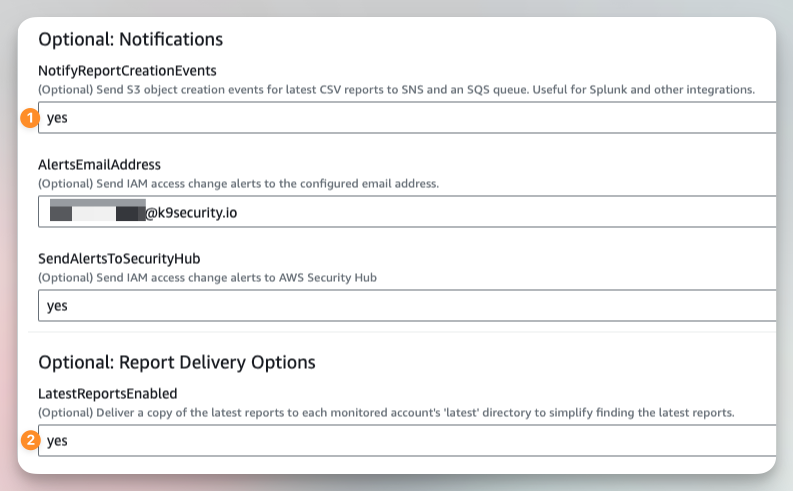 Optional: Notifications
NotifyReportCreationEvents
(Optional) Send S3 object creation events for latest CSV reports to SNS and an SQS queue. Useful for Splunk and other integrations.
1 yes
AlertsEmailAddress
(Optional) Send IAM access change alerts to the configured email address.
@k9security.io
SendAlertsToSecurityHub
(Optional) Send IAM access change alerts to AWS Security Hub
yes
Optional: Report Delivery Options
LatestReportsEnabled
(Optional) Deliver a copy of the latest reports to each monitored account's 'latest' directory to simplify finding the latest reports.
2 yes